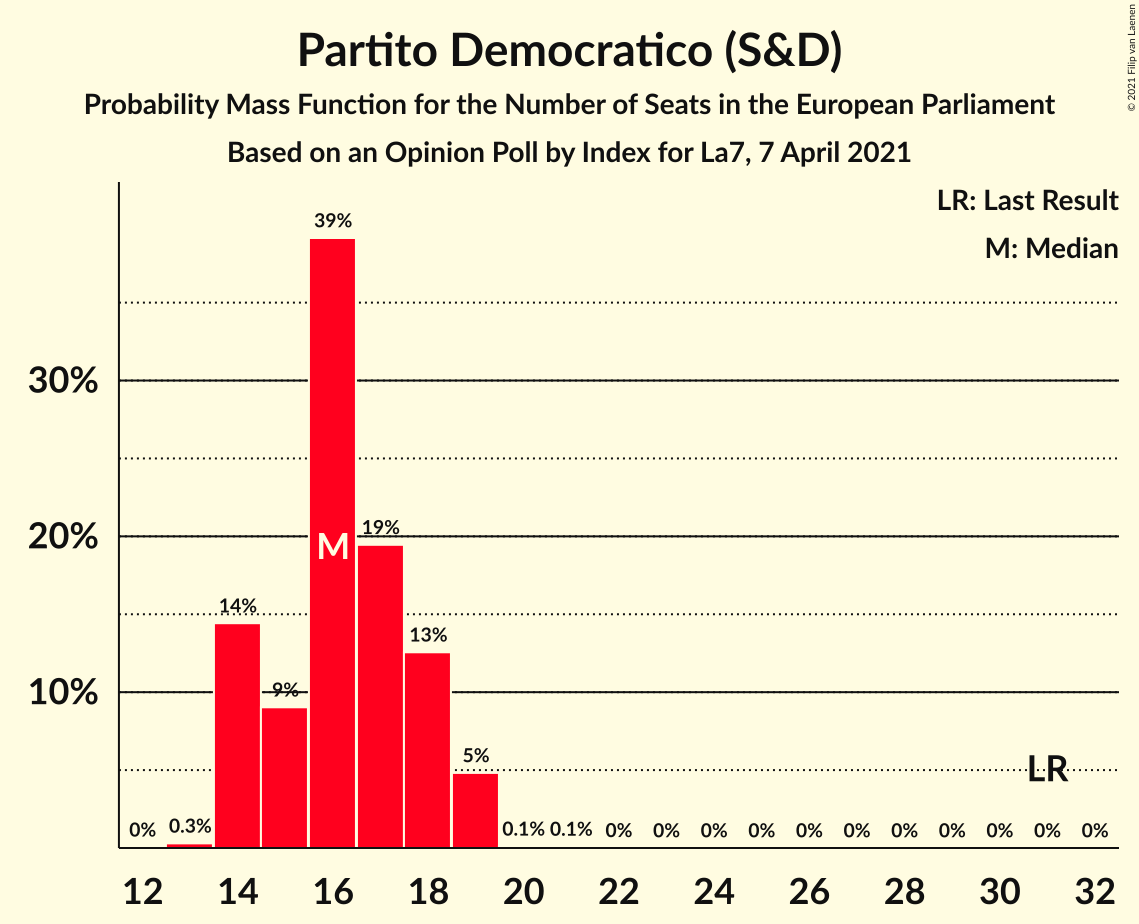 Partito Democratico (S&D)
Probability Mass Function for the Number of Seats in the European Parliament
Based on an Opinion Poll by Index for La7, 7 April 2021
© 2021 Filip van Laenen
LR: Last Result
M: Median
39%
30%
20%
19%
M
14%
13%
10%
9%
5%
LR
0% 0.3% 0.1% 0.1% 0% 0% 0% 0% 0% 0% 0% 0% 0% 0% 0%
12 14 16 18 20 22 24 26 28 30 32